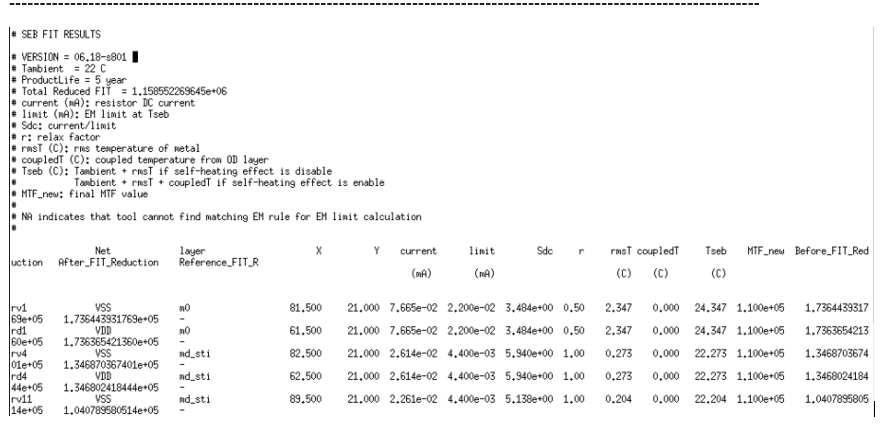 # SEB FIT RESULTS
# VERSION = 06.18-s801
# Tambient = 22 C
# ProductLife = 5 year
# Total Reduced FIT = 1.158552269645e+06
# current (mA): resistor DC current
# limit (mA): EM limit at Tseb
# Sdc: current/limit
# r: relax factor
# rmsT (C): rms temperature of metal
# coupledT (C): coupled temperature from OD layer
# Tseb (C): Tambient + rmsT if self-heating effect is disable
# Tambient + rmsT + coupledT if self-heating effect is enable
# MTF_new: final MTF value
#
# NA indicates that tool cannot find matching EM rule for EM limit calculation
#
Net layer X Y current limit Sdc r rmsT coupledT Tseb MTF_new Before_FIT_Red
uction After_FIT_Reduction Reference_FIT_R
(mA) (mA) (C) (C) (C)
rv1 VSS m0 81.500 21.000 7.665e-02 2.200e-02 3.484e+00 0.50 2.347 0.000 24.347 1.100e+05 1.7364439317
69e+05 1.736443931769e+05 -
rd1 VDD m0 61.500 21.000 7.665e-02 2.200e-02 3.484e+00 0.50 2.347 0.000 24.347 1.100e+05 1.7363654213
60e+05 1.736365421360e+05 -
rv4 VSS md_sti 82.500 21.000 2.614e-02 4.400e-03 5.940e+00 1.00 0.273 0.000 22.273 1.100e+05 1.3468703674
01e+05 1.346870367401e+05 -
rd4 VDD md_sti 62.500 21.000 2.614e-02 4.400e-03 5.940e+00 1.00 0.273 0.000 22.273 1.100e+05 1.3468024184
44e+05 1.346802418444e+05 -
rv11 VSS md_sti 89.500 21.000 2.261e-02 4.400e-03 5.138e+00 1.00 0.204 0.000 22.204 1.100e+05 1.0407895805
14e+05 1.040789580514e+05 -